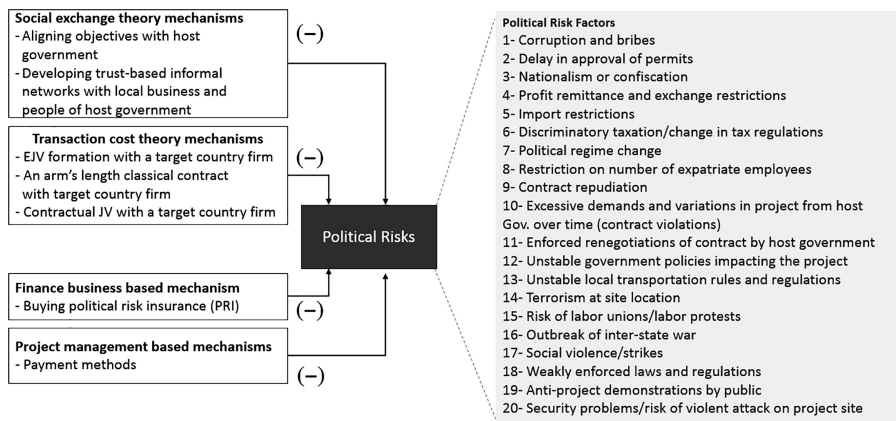 Social exchange theory mechanisms
- Aligning objectives with host
government
- Developing trust-based informal
networks with local business and
people of host government
(–)
Transaction cost theory mechanisms
- EJV formation with a target country firm
- An arm's length classical contract
with target country firm
- Contractual JV with a target country firm
(–)
Political Risks
Finance business based mechanism
- Buying political risk insurance (PRI)
(–)
Project management based mechanisms
- Payment methods
(–)
Political Risk Factors
1- Corruption and bribes
2- Delay in approval of permits
3- Nationalism or confiscation
4- Profit remittance and exchange restrictions
5- Import restrictions
6- Discriminatory taxation/change in tax regulations
7- Political regime change
8- Restriction on number of expatriate employees
9- Contract repudiation
10- Excessive demands and variations in project from host
Gov. over time (contract violations)
11- Enforced renegotiations of contract by host government
12- Unstable government policies impacting the project
13- Unstable local transportation rules and regulations
14- Terrorism at site location
15- Risk of labor unions/labor protests
16- Outbreak of inter-state war
17- Social violence/strikes
18- Weakly enforced laws and regulations
19- Anti-project demonstrations by public
20- Security problems/risk of violent attack on project site